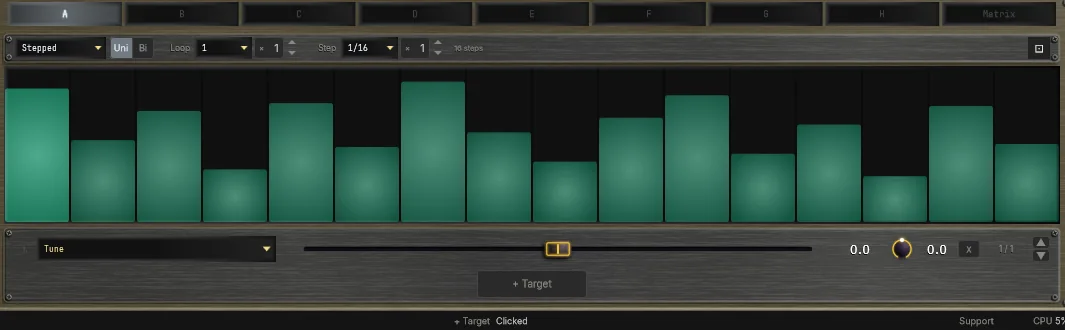 A B C D E F G H Matrix
Stepped Uni Bi Loop 1 × 1 Step 1/16 × 1 16 steps
Tune 0.0 0.0 x 1/1
+ Target
+ Target Clicked Support CPU 5%